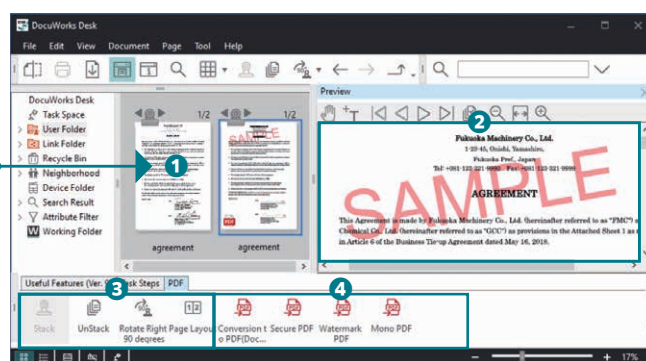 DocuWorks Desk
File Edit View Document Page Tool Help
DocuWorks Desk
Task Space
User Folder
Link Folder
Recycle Bin
Neighborhood
Device Folder
Search Result
Attribute Filter
Working Folder
1/2 1/2
1
agreement agreement
PDF
Preview
2
Fukuoka Machinery Co., Ltd.
1-23-45, Onishi, Yamashiro,
Fukuoka Pref., Japan
SAMPLE
AGREEMENT
This Agreement is made by Fukuoka Machinery Co., Ltd. (hereinafter referred to as "FMC")
Chemical Co., Ltd. (hereinafter referred to as "GCC") as provisions in the Attached Sheet 1 as
in Article 6 of the Business Tie-up Agreement dated May 16, 2018.
Useful Features (Ver. sk Steps PDF
3
4
Stack UnStack Rotate Right 90 degrees Page Layou Conversion t o PDF(Doc... Secure PDF Watermark PDF Mono PDF
17%